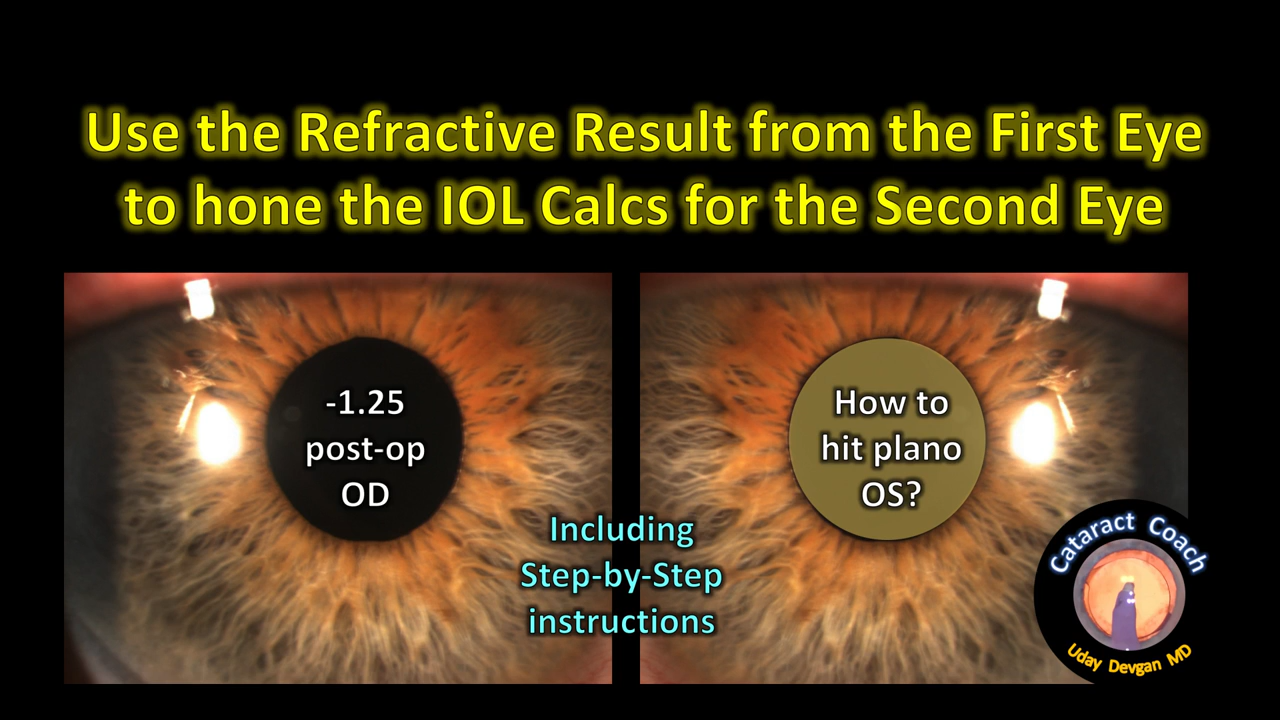 Use the Refractive Result from the First Eye
to hone the IOL Calcs for the Second Eye
-1.25
post-op
OD
How to
hit plano
OS?
Including
Step-by-Step
instructions
Cataract Coach
Uday Devgan MD